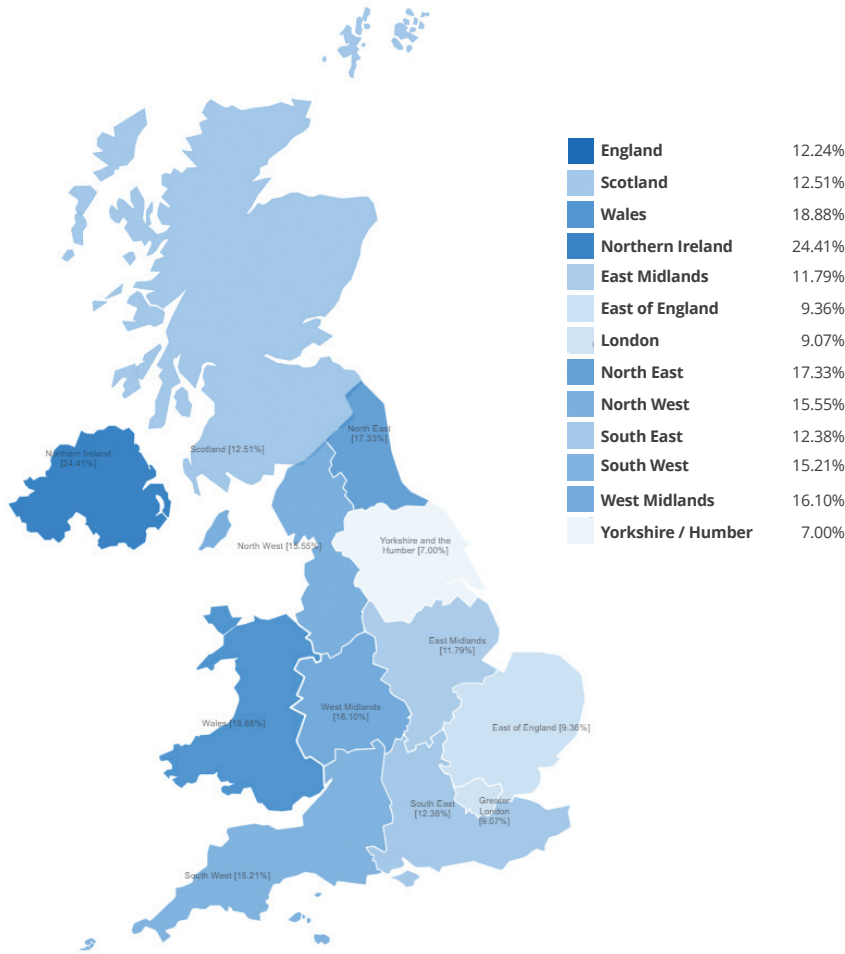 England 12.24%
Scotland 12.51%
Wales 18.88%
Northern Ireland 24.41%
East Midlands 11.79%
East of England 9.36%
London 9.07%
North East 17.33%
North West 15.55%
South East 12.38%
South West 15.21%
West Midlands 16.10%
Yorkshire / Humber 7.00%
North East
[17.33%]
Scotland [12.51%]
Northern Ireland
[24.41%]
North West [15.55%]
Yorkshire and the
Humber [7.00%]
East Midlands
[11.79%]
West Midlands
[16.10%]
Wales
East of England [9.36%]
South East
[12.38%]
Greater
London
[9.07%]
South West [15.21%]